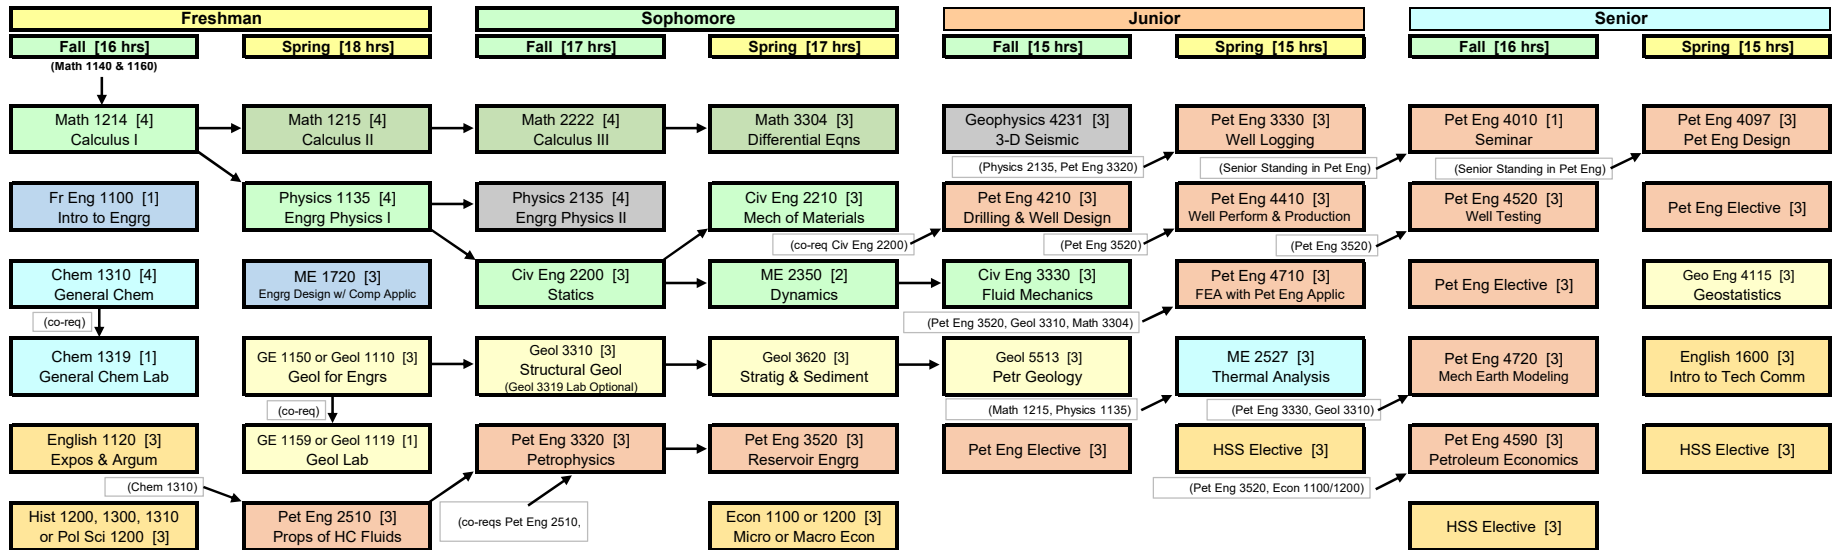 Freshman
Sophomore
Junior
Senior
Fall [16 hrs]
Spring [18 hrs]
Fall [17 hrs]
Spring [17 hrs]
Fall [15 hrs]
Spring [15 hrs]
Fall [16 hrs]
Spring [15 hrs]
(Math 1140 & 1160)
Math 1214 [4]
Calculus I
Math 1215 [4]
Calculus II
Math 2222 [4]
Calculus III
Math 3304 [3]
Differential Eqns
Geophysics 4231 [3]
3-D Seismic
Pet Eng 3330 [3]
Well Logging
Pet Eng 4010 [1]
Seminar
Pet Eng 4097 [3]
Pet Eng Design
(Physics 2135, Pet Eng 3320)
(Senior Standing in Pet Eng)
(Senior Standing in Pet Eng)
Fr Eng 1100 [1]
Intro to Engrg
Physics 1135 [4]
Engrg Physics I
Physics 2135 [4]
Engrg Physics II
Civ Eng 2210 [3]
Mech of Materials
Pet Eng 4210 [3]
Drilling & Well Design
Pet Eng 4410 [3]
Well Perform & Production
Pet Eng 4520 [3]
Well Testing
Pet Eng Elective [3]
(co-req Civ Eng 2200)
(Pet Eng 3520)
(Pet Eng 3520)
Chem 1310 [4]
General Chem
ME 1720 [3]
Engrg Design w/ Comp Applic
Civ Eng 2200 [3]
Statics
ME 2350 [2]
Dynamics
Civ Eng 3330 [3]
Fluid Mechanics
Pet Eng 4710 [3]
FEA with Pet Eng Applic
Pet Eng Elective [3]
Geo Eng 4115 [3]
Geostatistics
(co-req)
(Pet Eng 3520, Geol 3310, Math 3304)
Chem 1319 [1]
General Chem Lab
GE 1150 or Geol 1110 [3]
Geol for Engrs
Geol 3310 [3]
Structural Geol
(Geol 3319 Lab Optional)
Geol 3620 [3]
Stratig & Sediment
Geol 5513 [3]
Petr Geology
ME 2527 [3]
Thermal Analysis
Pet Eng 4720 [3]
Mech Earth Modeling
English 1600 [3]
Intro to Tech Comm
(co-req)
(Math 1215, Physics 1135)
(Pet Eng 3330, Geol 3310)
English 1120 [3]
Expos & Argum
GE 1159 or Geol 1119 [1]
Geol Lab
Pet Eng 3320 [3]
Petrophysics
Pet Eng 3520 [3]
Reservoir Engrg
Pet Eng Elective [3]
HSS Elective [3]
Pet Eng 4590 [3]
Petroleum Economics
HSS Elective [3]
(Chem 1310)
(Pet Eng 3520, Econ 1100/1200)
Hist 1200, 1300, 1310
or Pol Sci 1200 [3]
Pet Eng 2510 [3]
Props of HC Fluids
(co-reqs Pet Eng 2510,
Econ 1100 or 1200 [3]
Micro or Macro Econ
HSS Elective [3]